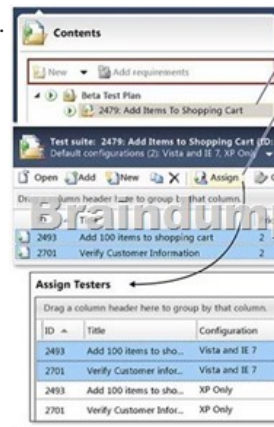 Contents
New Add requirements
Beta Test Plan
2479: Add Items To Shopping Cart
Test suite: 2479: Add Items to Shopping Cart (ID:
Default configurations (2): Vista and IE 7, XP Only
Open Add New Assign
column header here to group by that column.
Braindump
ID
2493 Add 100 items to shopping cart 2
2701 Verify Customer Information 2
Assign Testers
Drag a column header here to group by that column.
ID Title Configuration
2493 Add 100 items to sho... Vista and IE 7
2701 Verify Customer Infor... Vista and IE 7
2493 Add 100 items to sho... XP Only
2701 Verify Customer Infor... XP Only